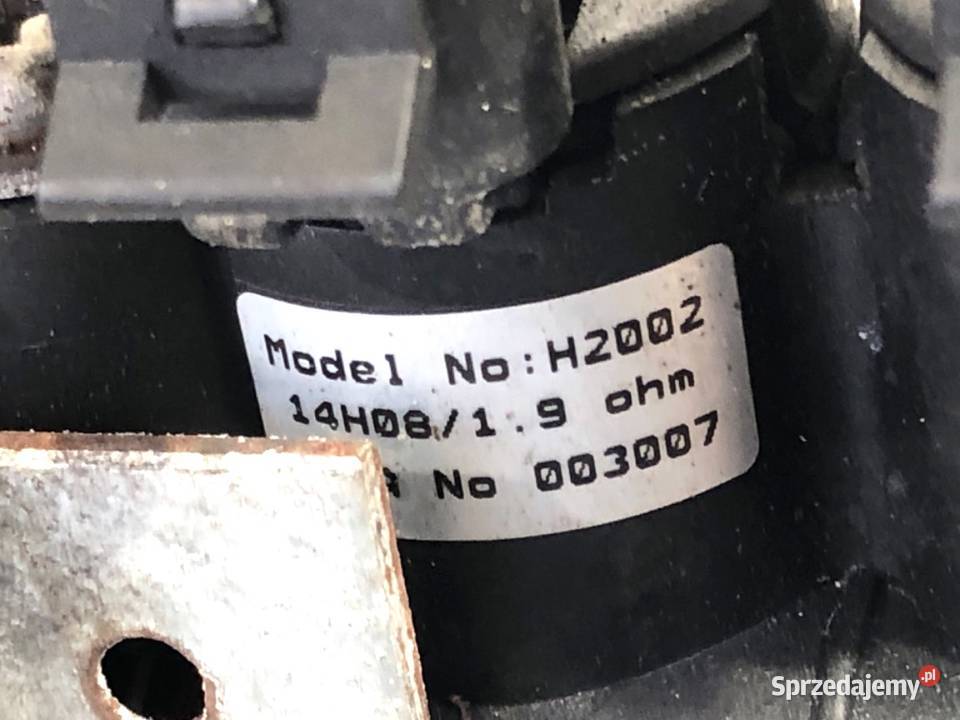 Model No:H2002
14H08/1.9 ohm
No 003007
Sprzedajemy.pl